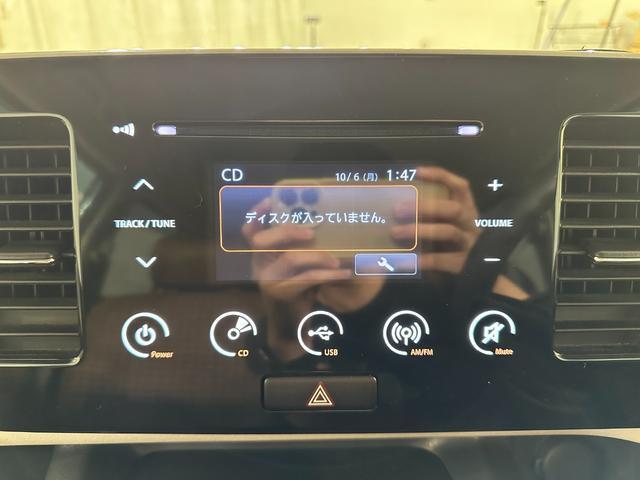 CD 10/6(月) 1:47
ディスクが入っていません。
TRACK/TUNE
VOLUME
Power
CD
USB
AM/FM
Mute